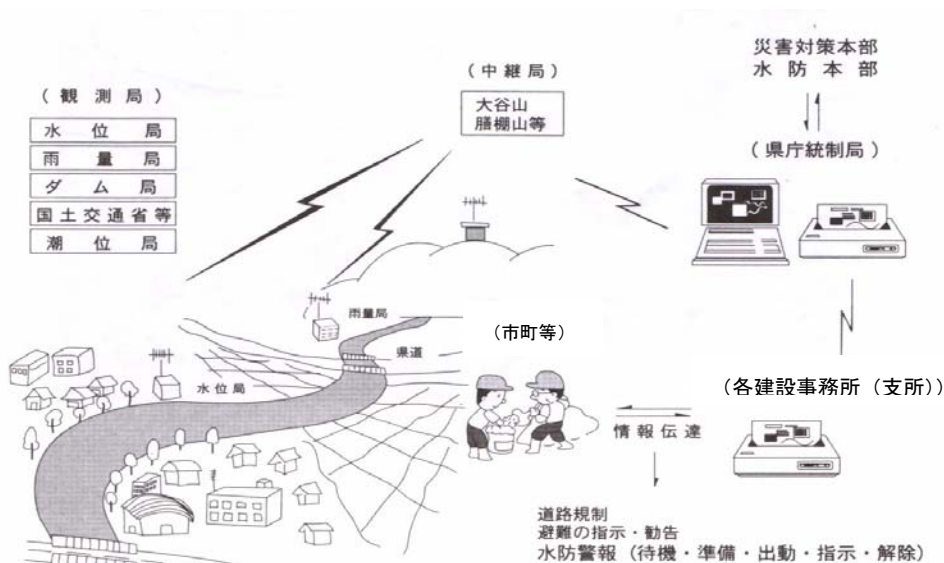 (観測局)
水位局
雨量局
ダム局
国土交通省等
潮位局
(中継局)
大谷山
膳棚山等
災害対策本部
水防本部
(県庁統制局)
雨量局
県道
水位局
(市町等)
(各建設事務所(支所))
情報伝達
道路規制
避難の指示・勧告
水防警報(待機・準備・出動・指示・解除)